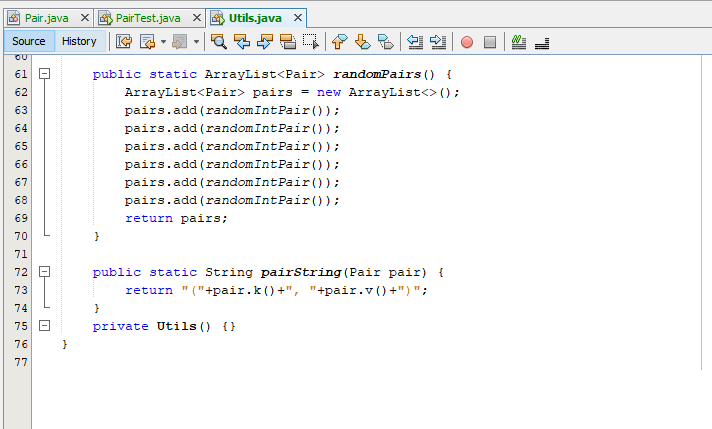 Pair.java PairTest.java Utils.java
Source History
60
61 public static ArrayList<Pair> randomPairs() {
62 ArrayList<Pair> pairs = new ArrayList<>();
63 pairs.add(randomIntPair());
64 pairs.add(randomIntPair());
65 pairs.add(randomIntPair());
66 pairs.add(randomIntPair());
67 pairs.add(randomIntPair());
68 pairs.add(randomIntPair());
69 return pairs;
70 }
71
72 public static String pairString(Pair pair) {
73 return "("+pair.k()+", "+pair.v()+")";
74 }
75 private Utils() {}
76 }
77